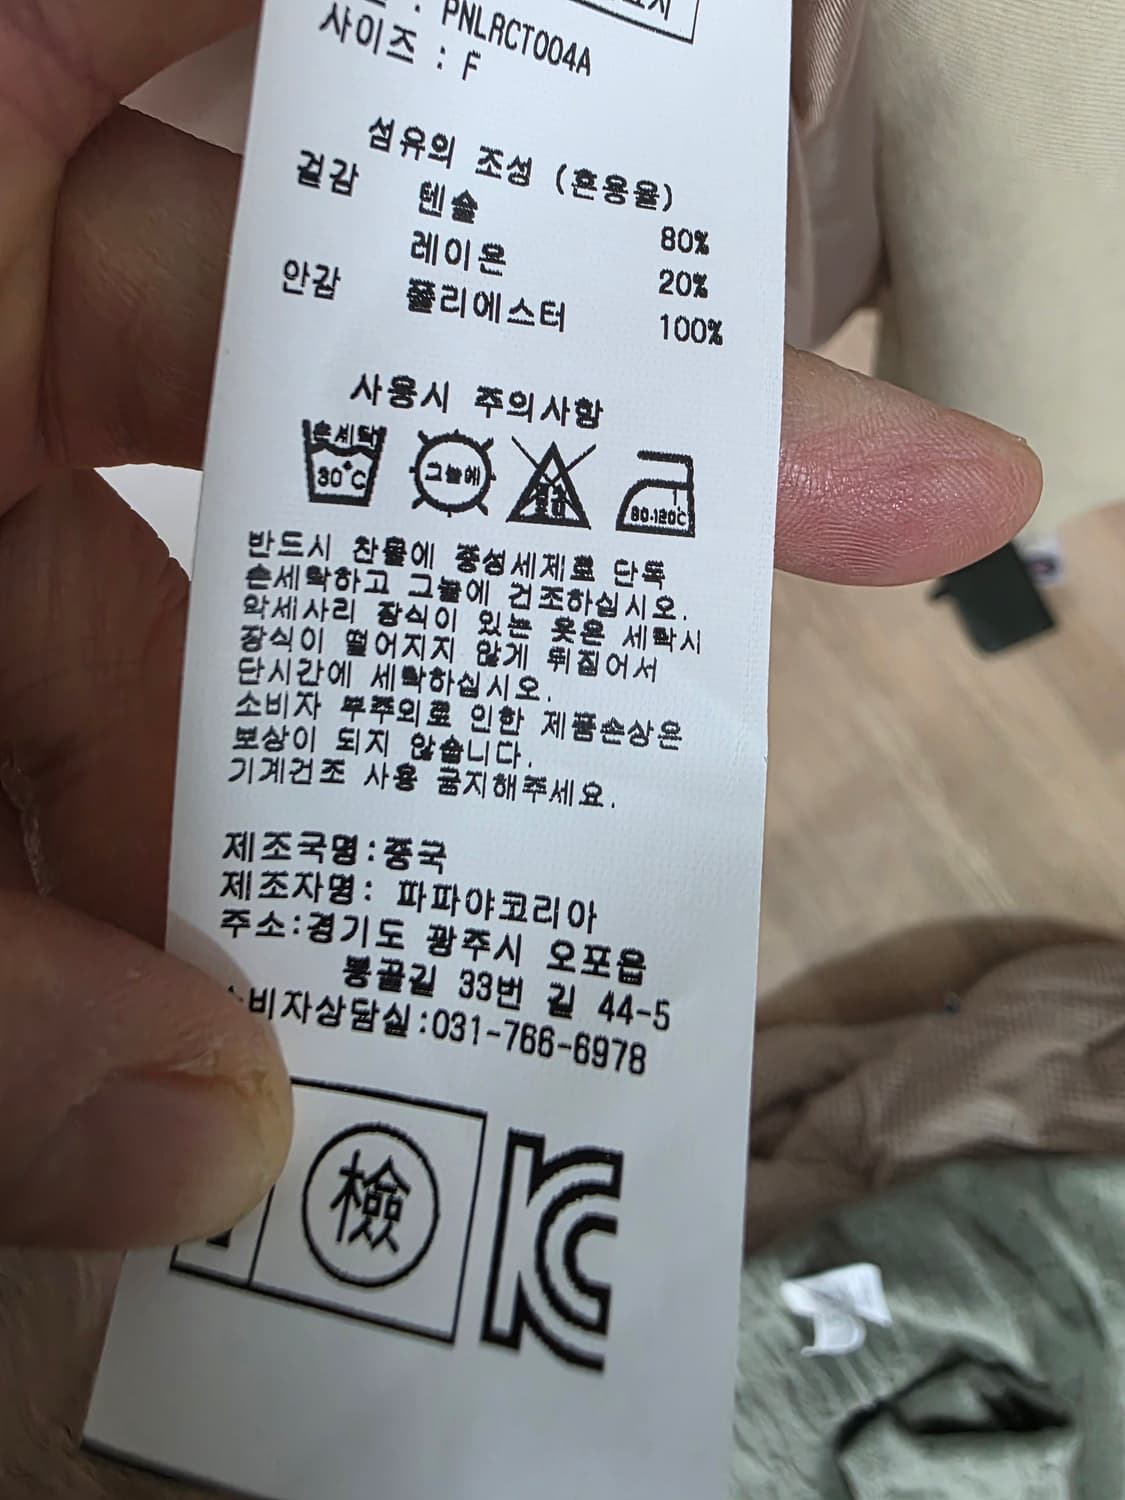 PNLRCT004A
사이즈 : F
섬유의 조성 (혼용율)
겉감 텐슬 80%
레이온 20%
안감 폴리에스터 100%
사용시 주의사항
손세탁 30°C
그늘에
80-120℃
반드시 찬물에 중성세제로 단독
손세탁하고 그늘에 건조하십시오.
악세사리 장식이 있는 옷은 세탁시
장식이 떨어지지 않게 뒤집어서
단시간에 세탁하십시오.
소비자 부주의로 인한 제품손상은
보상이 되지 않습니다.
기계건조 사용 금지해주세요.
제조국명:중국
제조자명: 파파야코리아
주소:경기도 광주시 오포읍
봉골길 33번 길 44-5
비자상담실:031-766-6978
檢
KC